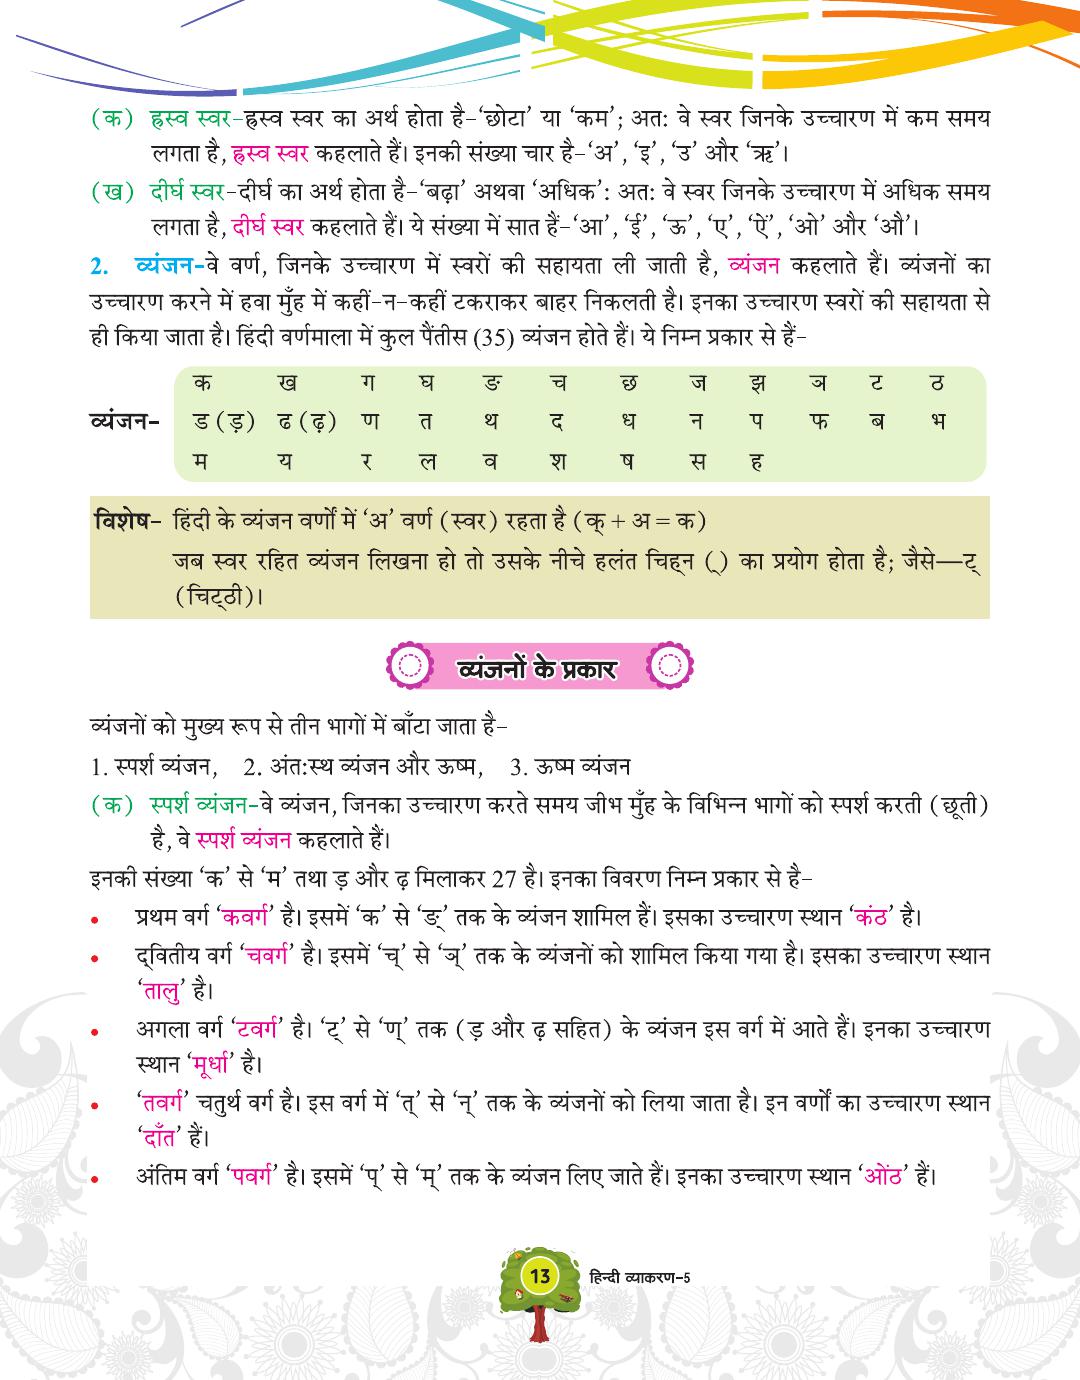 (क) ह्रस्व स्वर-ह्रस्व स्वर का अर्थ होता है-‘छोटा’ या ‘कम’; अत: वे स्वर जिनके उच्चारण में कम समय
लगता है, ह्रस्व स्वर कहलाते हैं। इनकी संख्या चार है-‘अ’, ‘इ’, ‘उ’ और ‘ऋ’।
(ख) दीर्घ स्वर-दीर्घ का अर्थ होता है-‘बढ़ा’ अथवा ‘अधिक’: अत: वे स्वर जिनके उच्चारण में अधिक समय
लगता है, दीर्घ स्वर कहलाते हैं। ये संख्या में सात हैं-‘आ’, ‘ई’, ‘ऊ’, ‘ए’, ‘ऐ’, ‘ओ’ और ‘औ’।
2. व्यंजन-वे वर्ण, जिनके उच्चारण में स्वरों की सहायता ली जाती है, व्यंजन कहलाते हैं। व्यंजनों का
उच्चारण करने में हवा मुँह में कहीं-न-कहीं टकराकर बाहर निकलती है। इनका उच्चारण स्वरों की सहायता से
ही किया जाता है। हिंदी वर्णमाला में कुल पैंतीस (35) व्यंजन होते हैं। ये निम्न प्रकार से हैं-
क ख ग घ ङ च छ ज झ ञ ट ठ
व्यंजन- ड (ड़) ढ (ढ़) ण त थ द ध न प फ ब भ
म य र ल व श ष स ह
विशेष- हिंदी के व्यंजन वर्णों में ‘अ’ वर्ण (स्वर) रहता है (क् + अ = क)
जब स्वर रहित व्यंजन लिखना हो तो उसके नीचे हलंत चिह्न (्) का प्रयोग होता है; जैसे—ट्
(चिट्ठी)।
व्यंजनों के प्रकार
व्यंजनों को मुख्य रूप से तीन भागों में बाँटा जाता है-
1. स्पर्श व्यंजन, 2. अंत:स्थ व्यंजन और ऊष्म, 3. ऊष्म व्यंजन
(क) स्पर्श व्यंजन-वे व्यंजन, जिनका उच्चारण करते समय जीभ मुँह के विभिन्न भागों को स्पर्श करती (छूती)
है, वे स्पर्श व्यंजन कहलाते हैं।
इनकी संख्या ‘क’ से ‘म’ तथा ड़ और ढ़ मिलाकर 27 है। इनका विवरण निम्न प्रकार से है-
• प्रथम वर्ग ‘कवर्ग’ है। इसमें ‘क’ से ‘ङ्’ तक के व्यंजन शामिल हैं। इसका उच्चारण स्थान ‘कंठ’ है।
• द्‌वितीय वर्ग ‘चवर्ग’ है। इसमें ‘च्’ से ‘ञ्’ तक के व्यंजनों को शामिल किया गया है। इसका उच्चारण स्थान
‘तालु’ है।
• अगला वर्ग ‘टवर्ग’ है। ‘ट्’ से ‘ण्’ तक (ड़ और ढ़ सहित) के व्यंजन इस वर्ग में आते हैं। इनका उच्चारण
स्थान ‘मूर्धा’ है।
• ‘तवर्ग’ चतुर्थ वर्ग है। इस वर्ग में ‘त्’ से ‘न्’ तक के व्यंजनों को लिया जाता है। इन वर्णों का उच्चारण स्थान
‘दाँत’ हैं।
• अंतिम वर्ग ‘पवर्ग’ है। इसमें ‘प्’ से ‘म्’ तक के व्यंजन लिए जाते हैं। इनका उच्चारण स्थान ‘ओंठ’ हैं।
13 हिन्दी व्याकरण-5